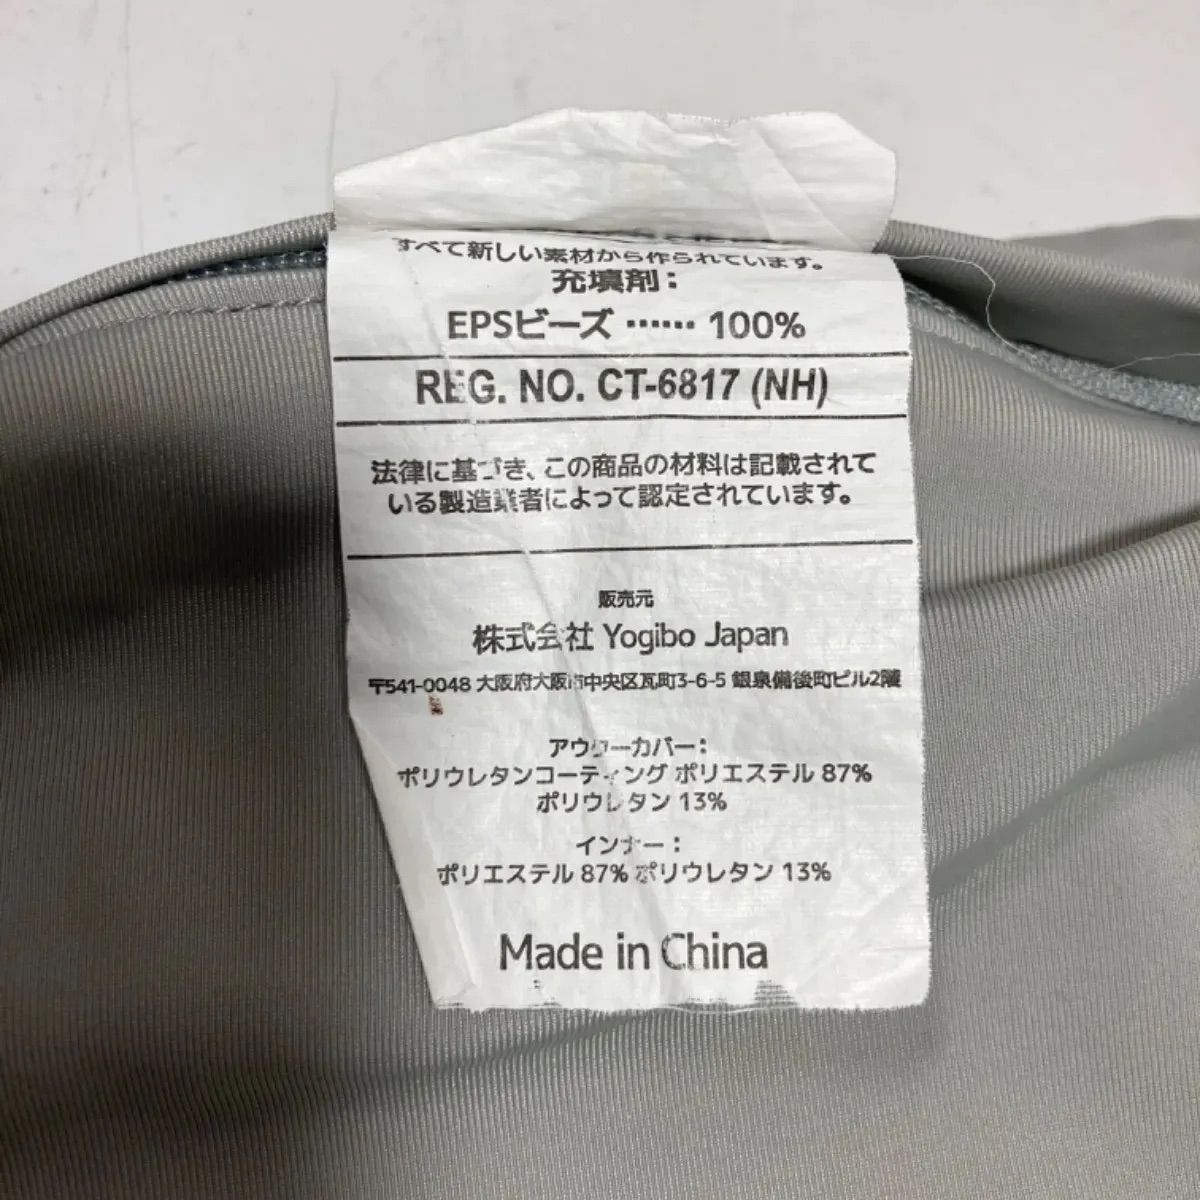 すべて新しい素材から作られています。
充填剤：
EPSビーズ ⋯⋯ 100%
REG. NO. CT-6817 (NH)
法律に基づき、この商品の材料は記載されて
いる製造業者によって認定されています。
販売元
株式会社 Yogibo Japan
〒541-0048 大阪府大阪市中央区瓦町3-6-5 銀泉備後町ビル2階
アウターカバー：
ポリウレタンコーティング ポリエステル 87%
ポリウレタン 13%
インナー：
ポリエステル 87% ポリウレタン 13%
Made in China